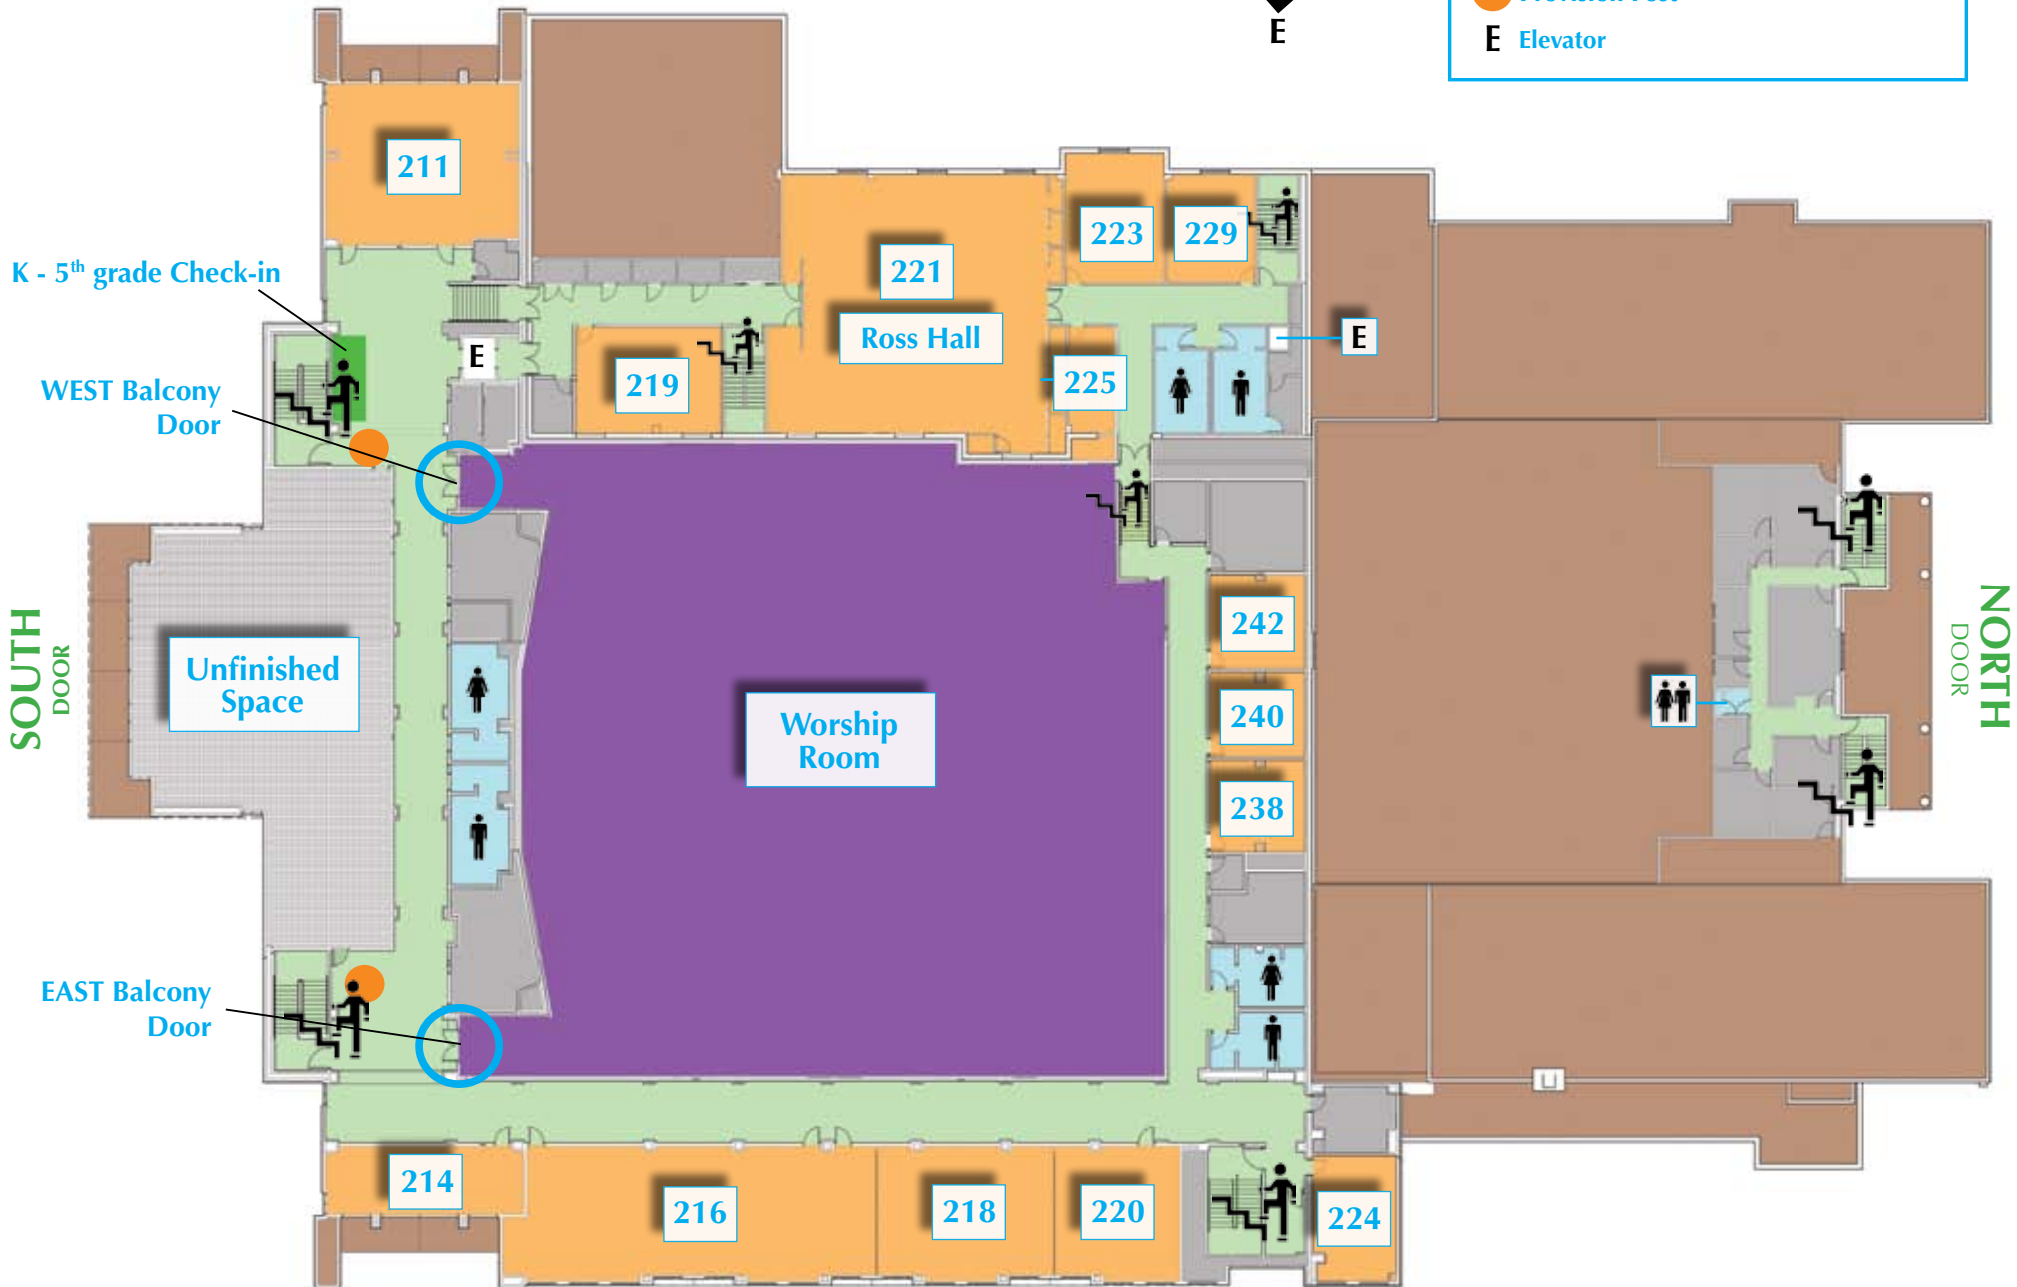 E
E Elevator
211
223
229
221
K - 5th grade Check-in
Ross Hall
E
E
219
225
WEST Balcony
Door
242
SOUTH
DOOR
Unfinished
Space
Worship
Room
240
NORTH
DOOR
238
EAST Balcony
Door
214
216
218
220
224